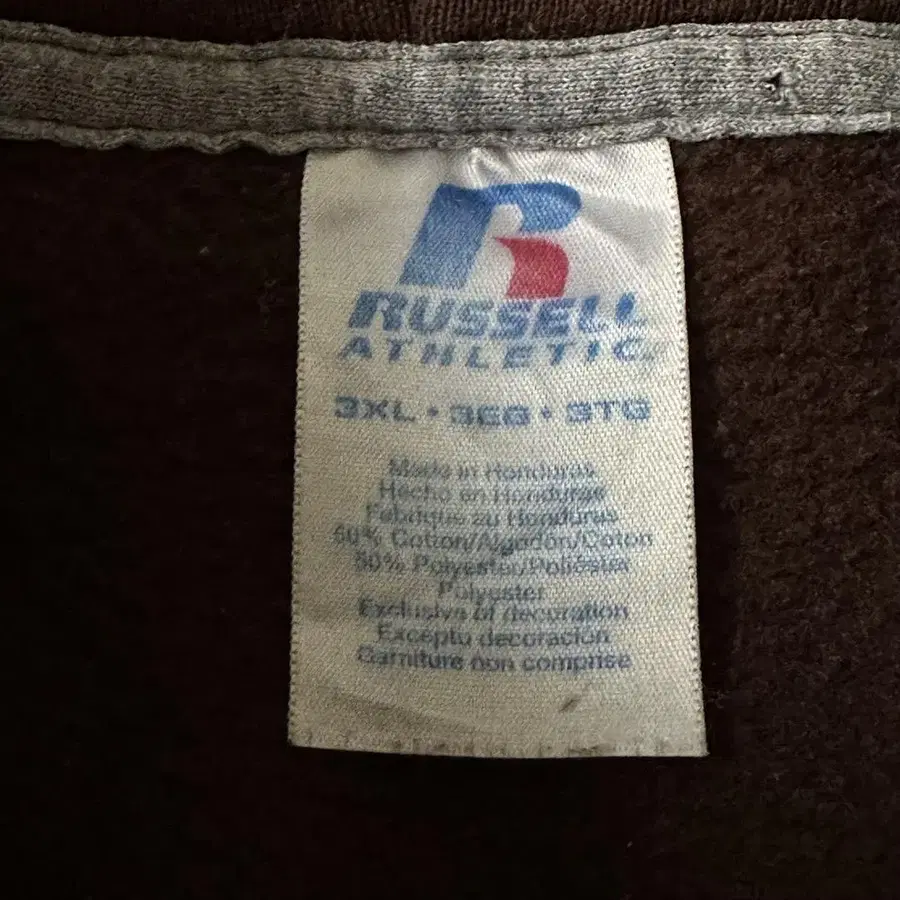 R
RUSSELL
ATHLETIC
3XL • 3EG • 3TG
Made in Honduras
Hecho en Honduras
Fabriqué au Honduras
50% Cotton/Algodón/Coton
50% Polyester/Poliéster
Polyester
Exclusive of decoration
Excepto decoración
Garniture non comprise